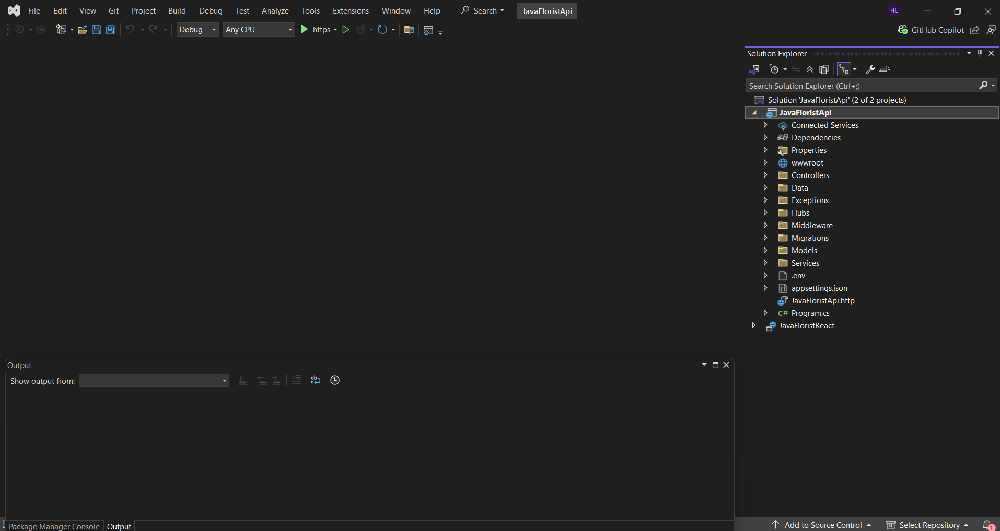 File Edit View Git Project Build Debug Test Analyze Tools Extensions Window Help Search JavaFloristApi HL
Debug Any CPU https GitHub Copilot
Solution Explorer
Search Solution Explorer (Ctrl+;)
Solution 'JavaFloristApi' (2 of 2 projects)
JavaFloristApi
Connected Services
Dependencies
Properties
wwwroot
Controllers
Data
Exceptions
Hubs
Middleware
Migrations
Models
Services
.env
appsettings.json
JavaFloristApi.http
C# Program.cs
JavaFloristReact
Output
Show output from:
Package Manager Console Output
Add to Source Control Select Repository 1